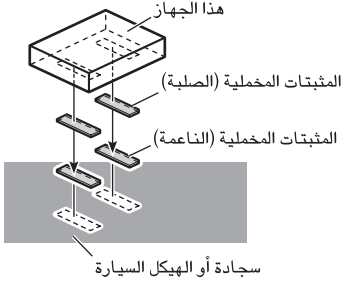 هذا الجهاز
المثبتات المخملية (الصلبة)
المثبتات المخملية (الناعمة)
سجادة أو الهيكل السيارة